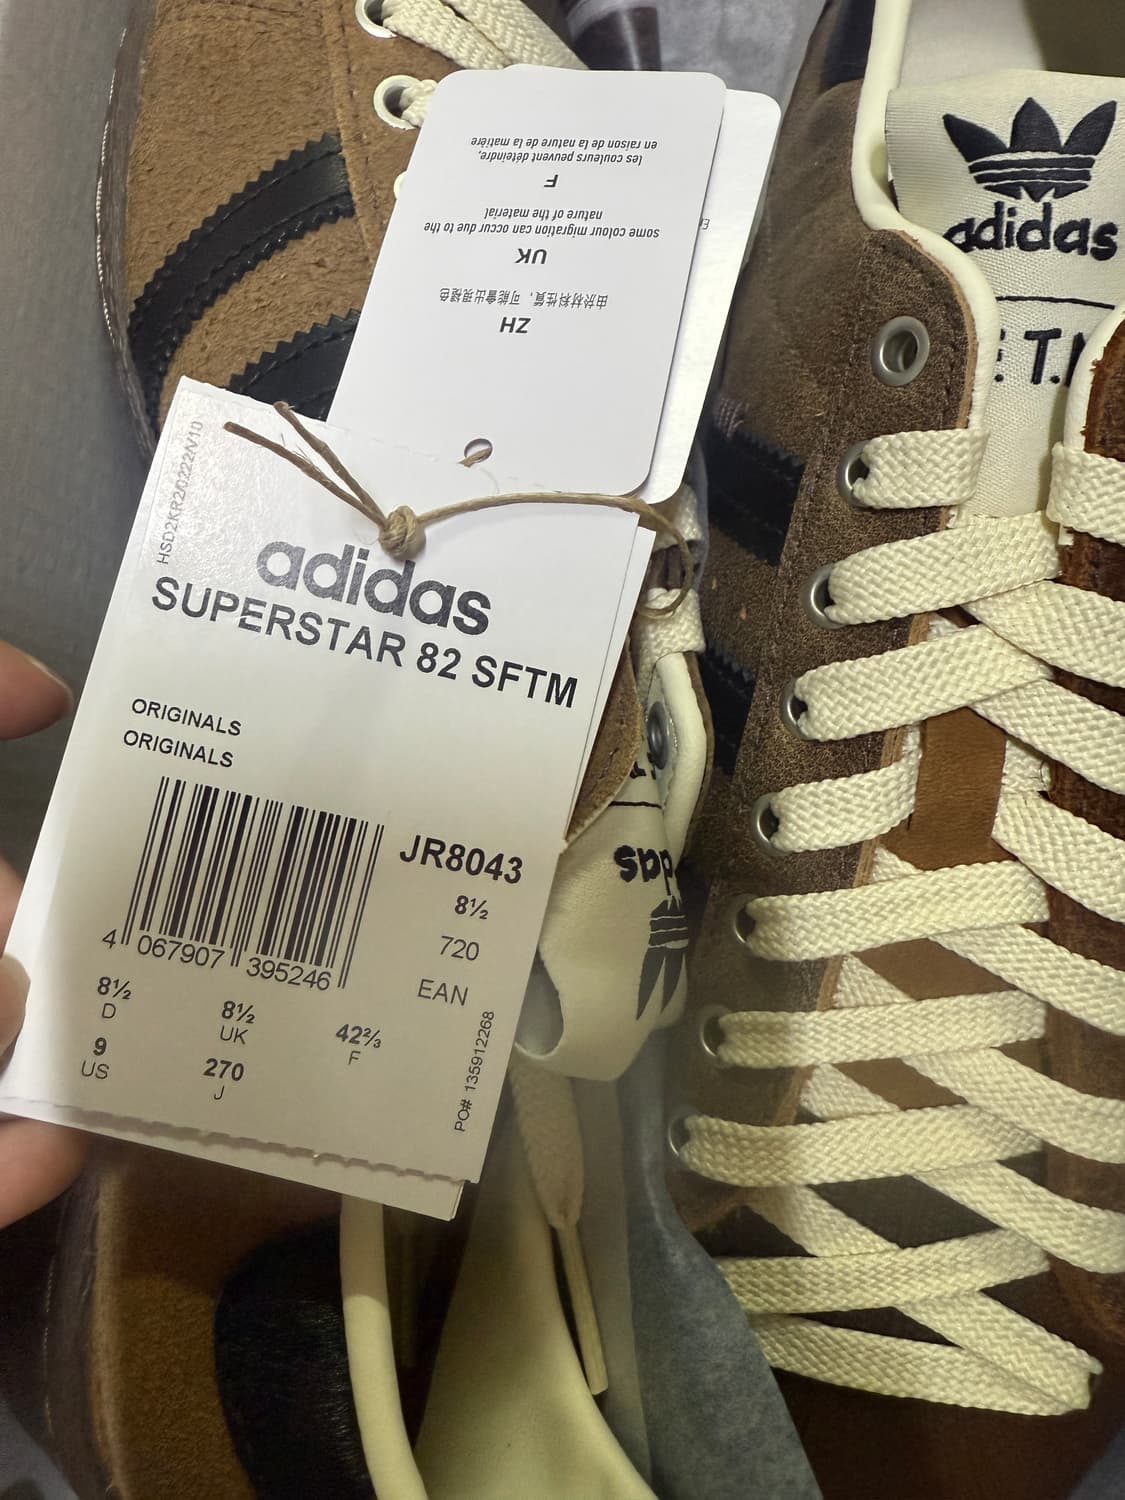 en raison de la nature de la matière
les couleurs peuvent déteindre,
F
nature of the material
some colour migration can occur due to the
UK
由於材料性質，可能會出現褪色
ZH
adidas
T.
HSD2KR20222/V10
adidas
SUPERSTAR 82 SFTM
ORIGINALS
ORIGINALS
JR8043
8½
720
EAN
4 067907 395246
8½ 8½ 42⅔
D UK F
9 270
US J
PO# 135912268
das